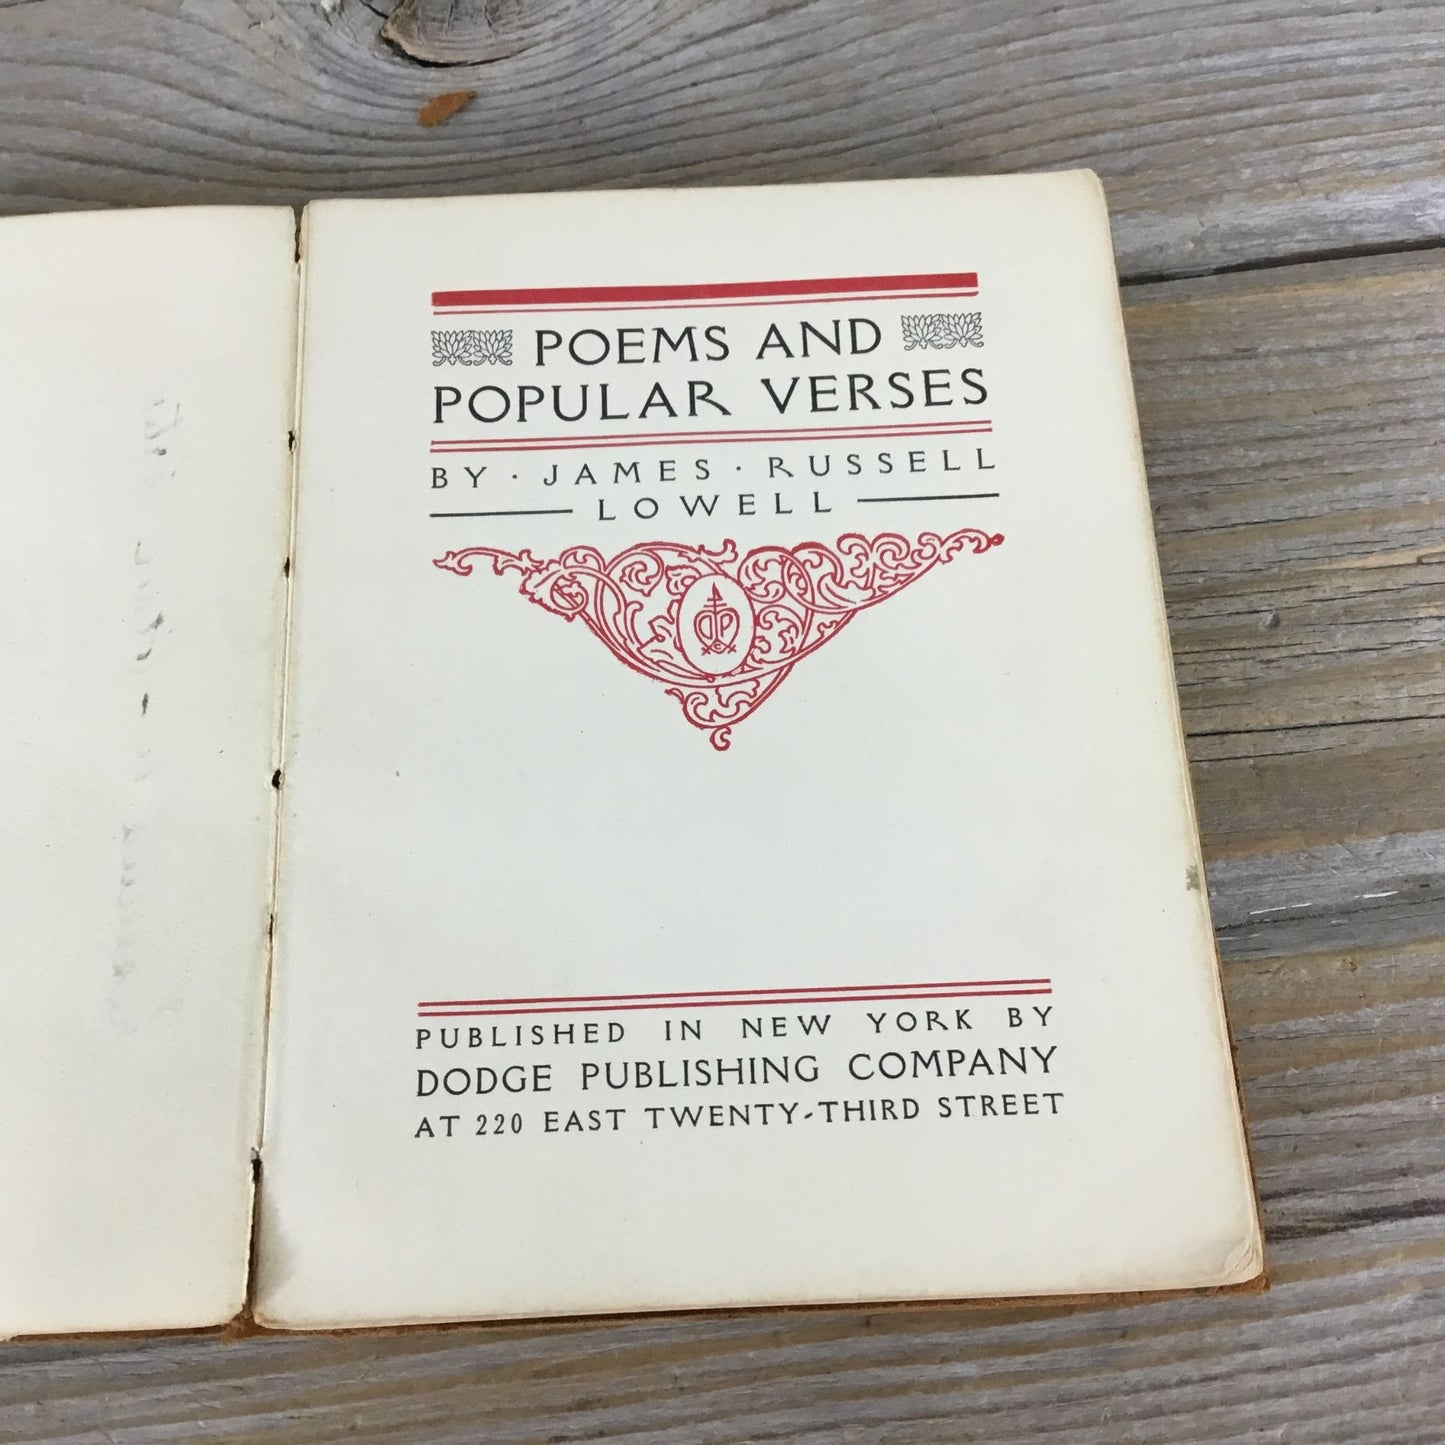 POEMS AND
POPULAR VERSES
BY · JAMES · RUSSELL
LOWELL
PUBLISHED IN NEW YORK BY
DODGE PUBLISHING COMPANY
AT 220 EAST TWENTY-THIRD STREET